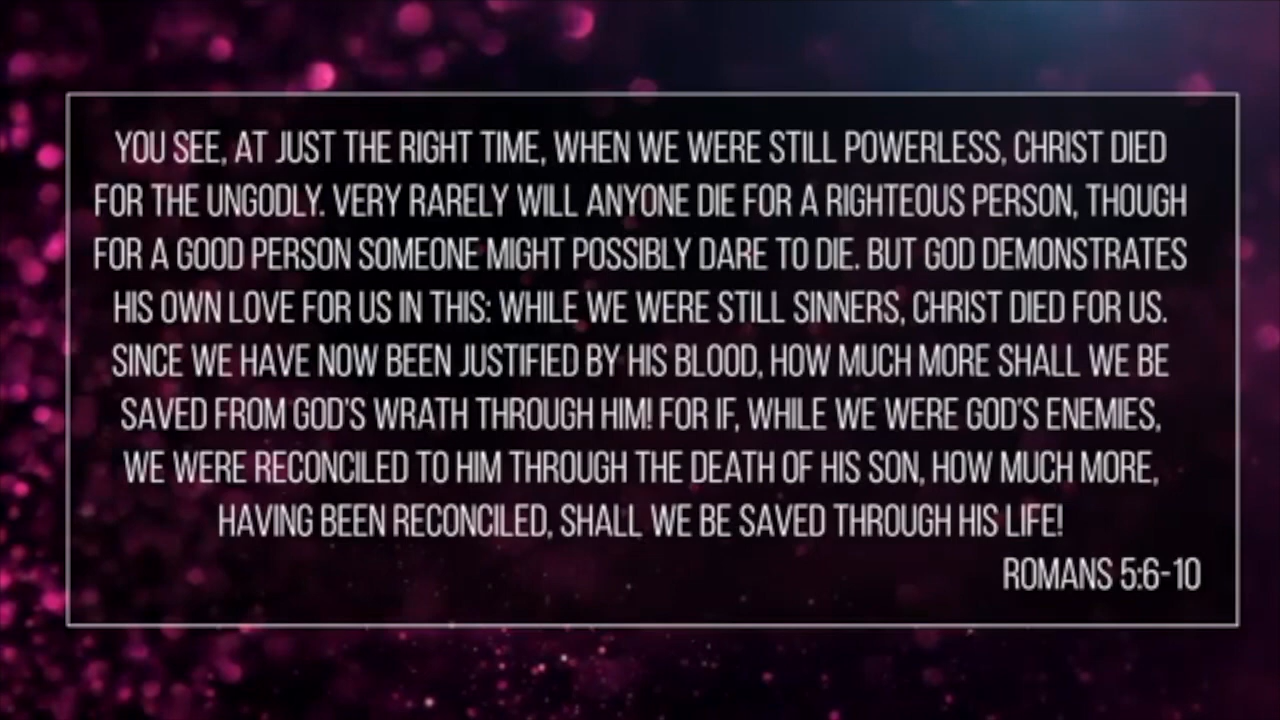 YOU SEE, AT JUST THE RIGHT TIME, WHEN WE WERE STILL POWERLESS, CHRIST DIED
FOR THE UNGODLY. VERY RARELY WILL ANYONE DIE FOR A RIGHTEOUS PERSON, THOUGH
FOR A GOOD PERSON SOMEONE MIGHT POSSIBLY DARE TO DIE. BUT GOD DEMONSTRATES
HIS OWN LOVE FOR US IN THIS: WHILE WE WERE STILL SINNERS, CHRIST DIED FOR US.
SINCE WE HAVE NOW BEEN JUSTIFIED BY HIS BLOOD, HOW MUCH MORE SHALL WE BE
SAVED FROM GOD'S WRATH THROUGH HIM! FOR IF, WHILE WE WERE GOD'S ENEMIES,
WE WERE RECONCILED TO HIM THROUGH THE DEATH OF HIS SON, HOW MUCH MORE,
HAVING BEEN RECONCILED, SHALL WE BE SAVED THROUGH HIS LIFE!
ROMANS 5:6-10